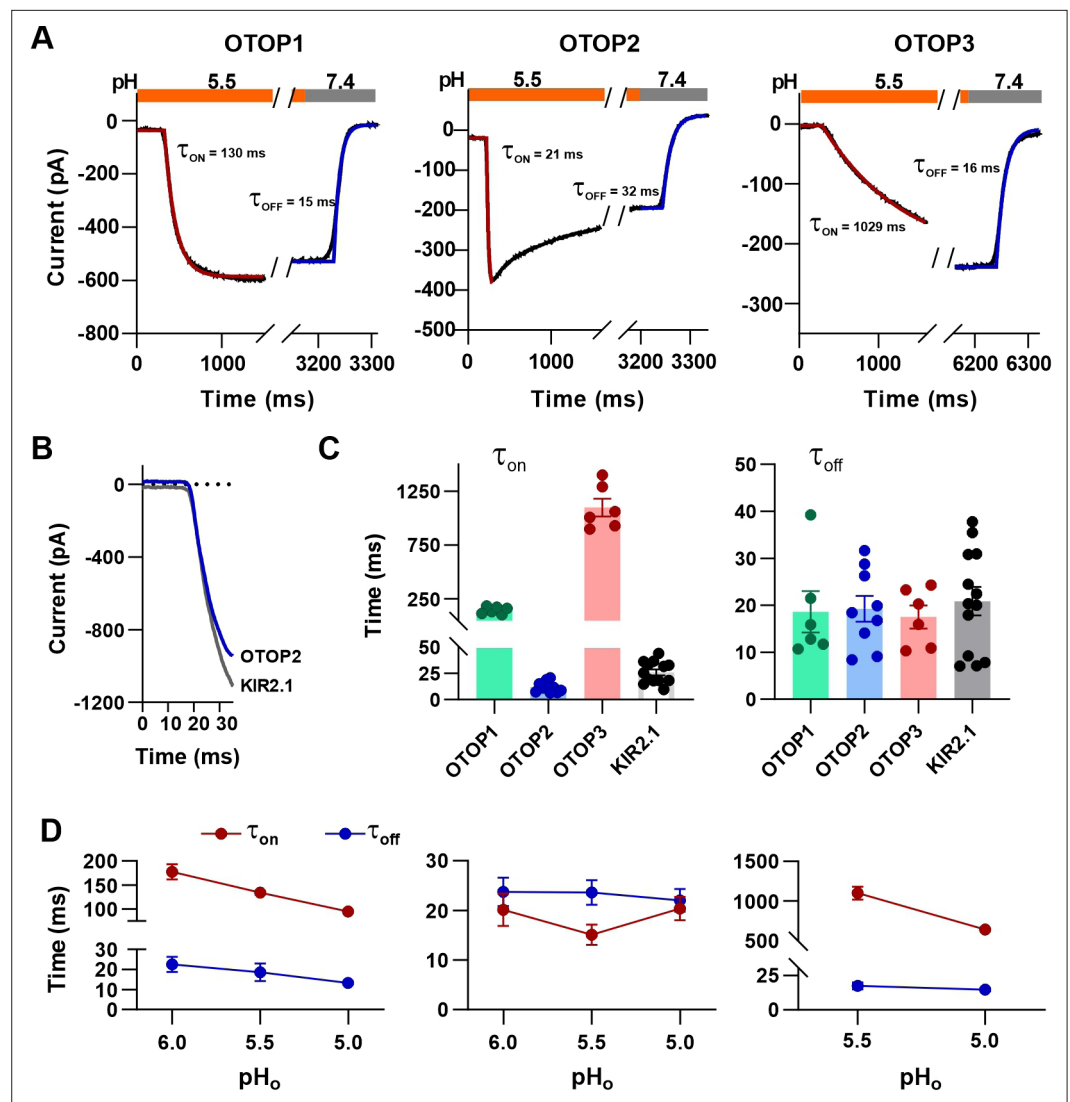 A
OTOP1
OTOP2
OTOP3
pH 5.5 7.4
pH 5.5 7.4
pH 5.5 7.4
Current (pA)
0
-200
-400
-600
-800
τON = 130 ms
τOFF = 15 ms
0 1000 3200 3300
Time (ms)
0
-100
-200
-300
-400
-500
τON = 21 ms
τOFF = 32 ms
0 1000 3200 3300
Time (ms)
0
-100
-200
-300
τOFF = 16 ms
τON = 1029 ms
0 1000 6200 6300
Time (ms)
B
Current (pA)
0
-400
-800
-1200
OTOP2
KIR2.1
0 10 20 30
Time (ms)
C
τon
Time (ms)
1250
750
250
50
25
0
OTOP1 OTOP2 OTOP3 KIR2.1
τoff
50
40
30
20
10
0
OTOP1 OTOP2 OTOP3 KIR2.1
D
τon τoff
Time (ms)
200
150
100
30
20
10
0
6.0 5.5 5.0
pHo
30
20
10
0
6.0 5.5 5.0
pHo
1500
1000
500
25
0
5.5 5.0
pHo